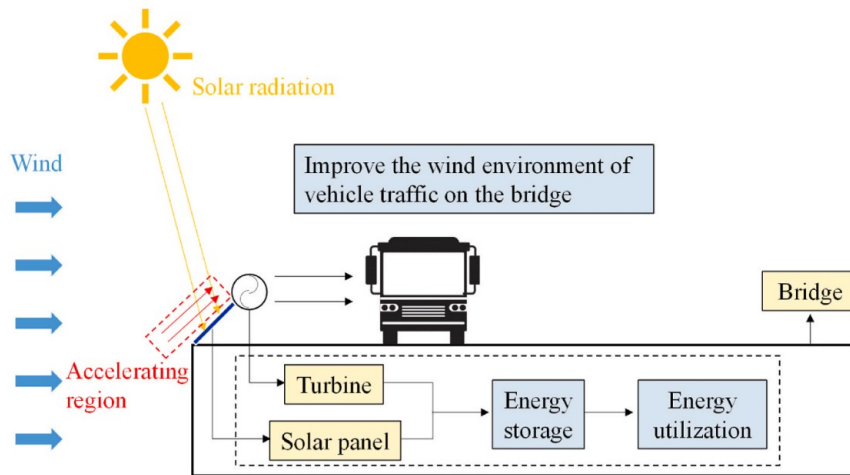 Solar radiation
Wind
Improve the wind environment of
vehicle traffic on the bridge
Bridge
Accelerating
region
Turbine
Solar panel
Energy
storage
Energy
utilization